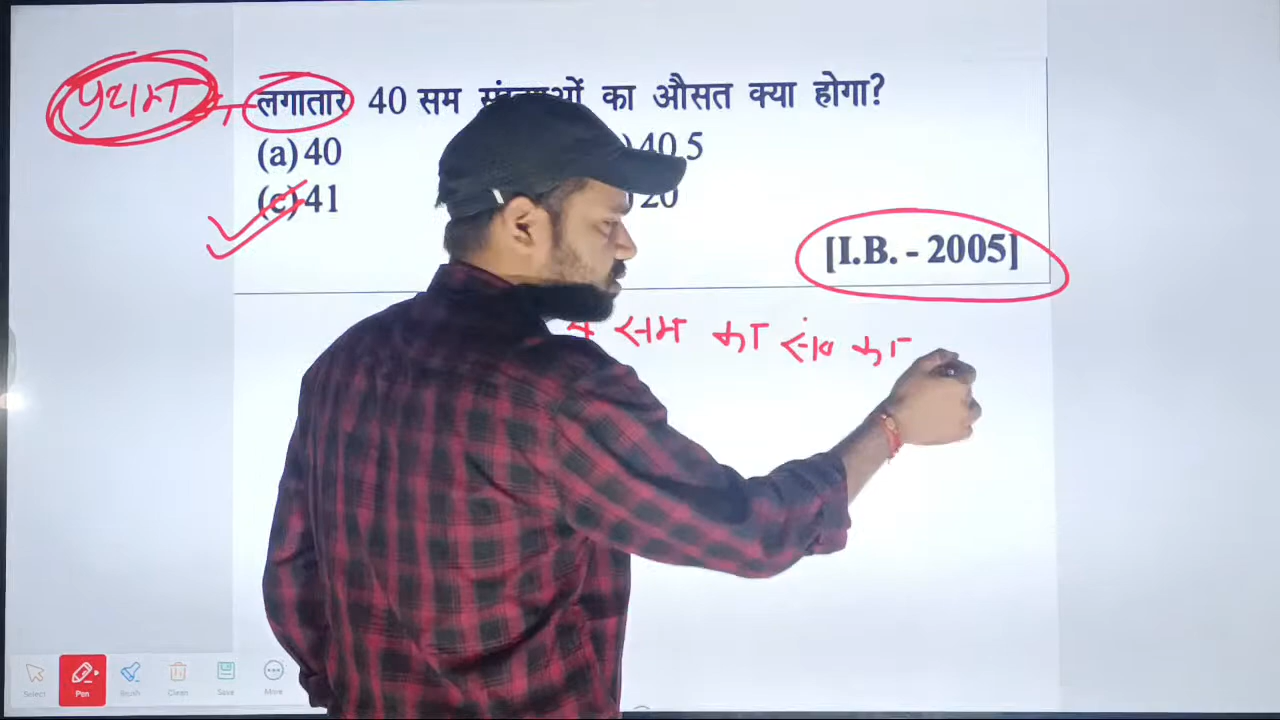 प्रथम लगातार 40 सम का औसत क्या होगा?
(a) 40 40.5
(c) 41 20
[I.B. - 2005]
सम का का
Select Pen Brush Clean Save More